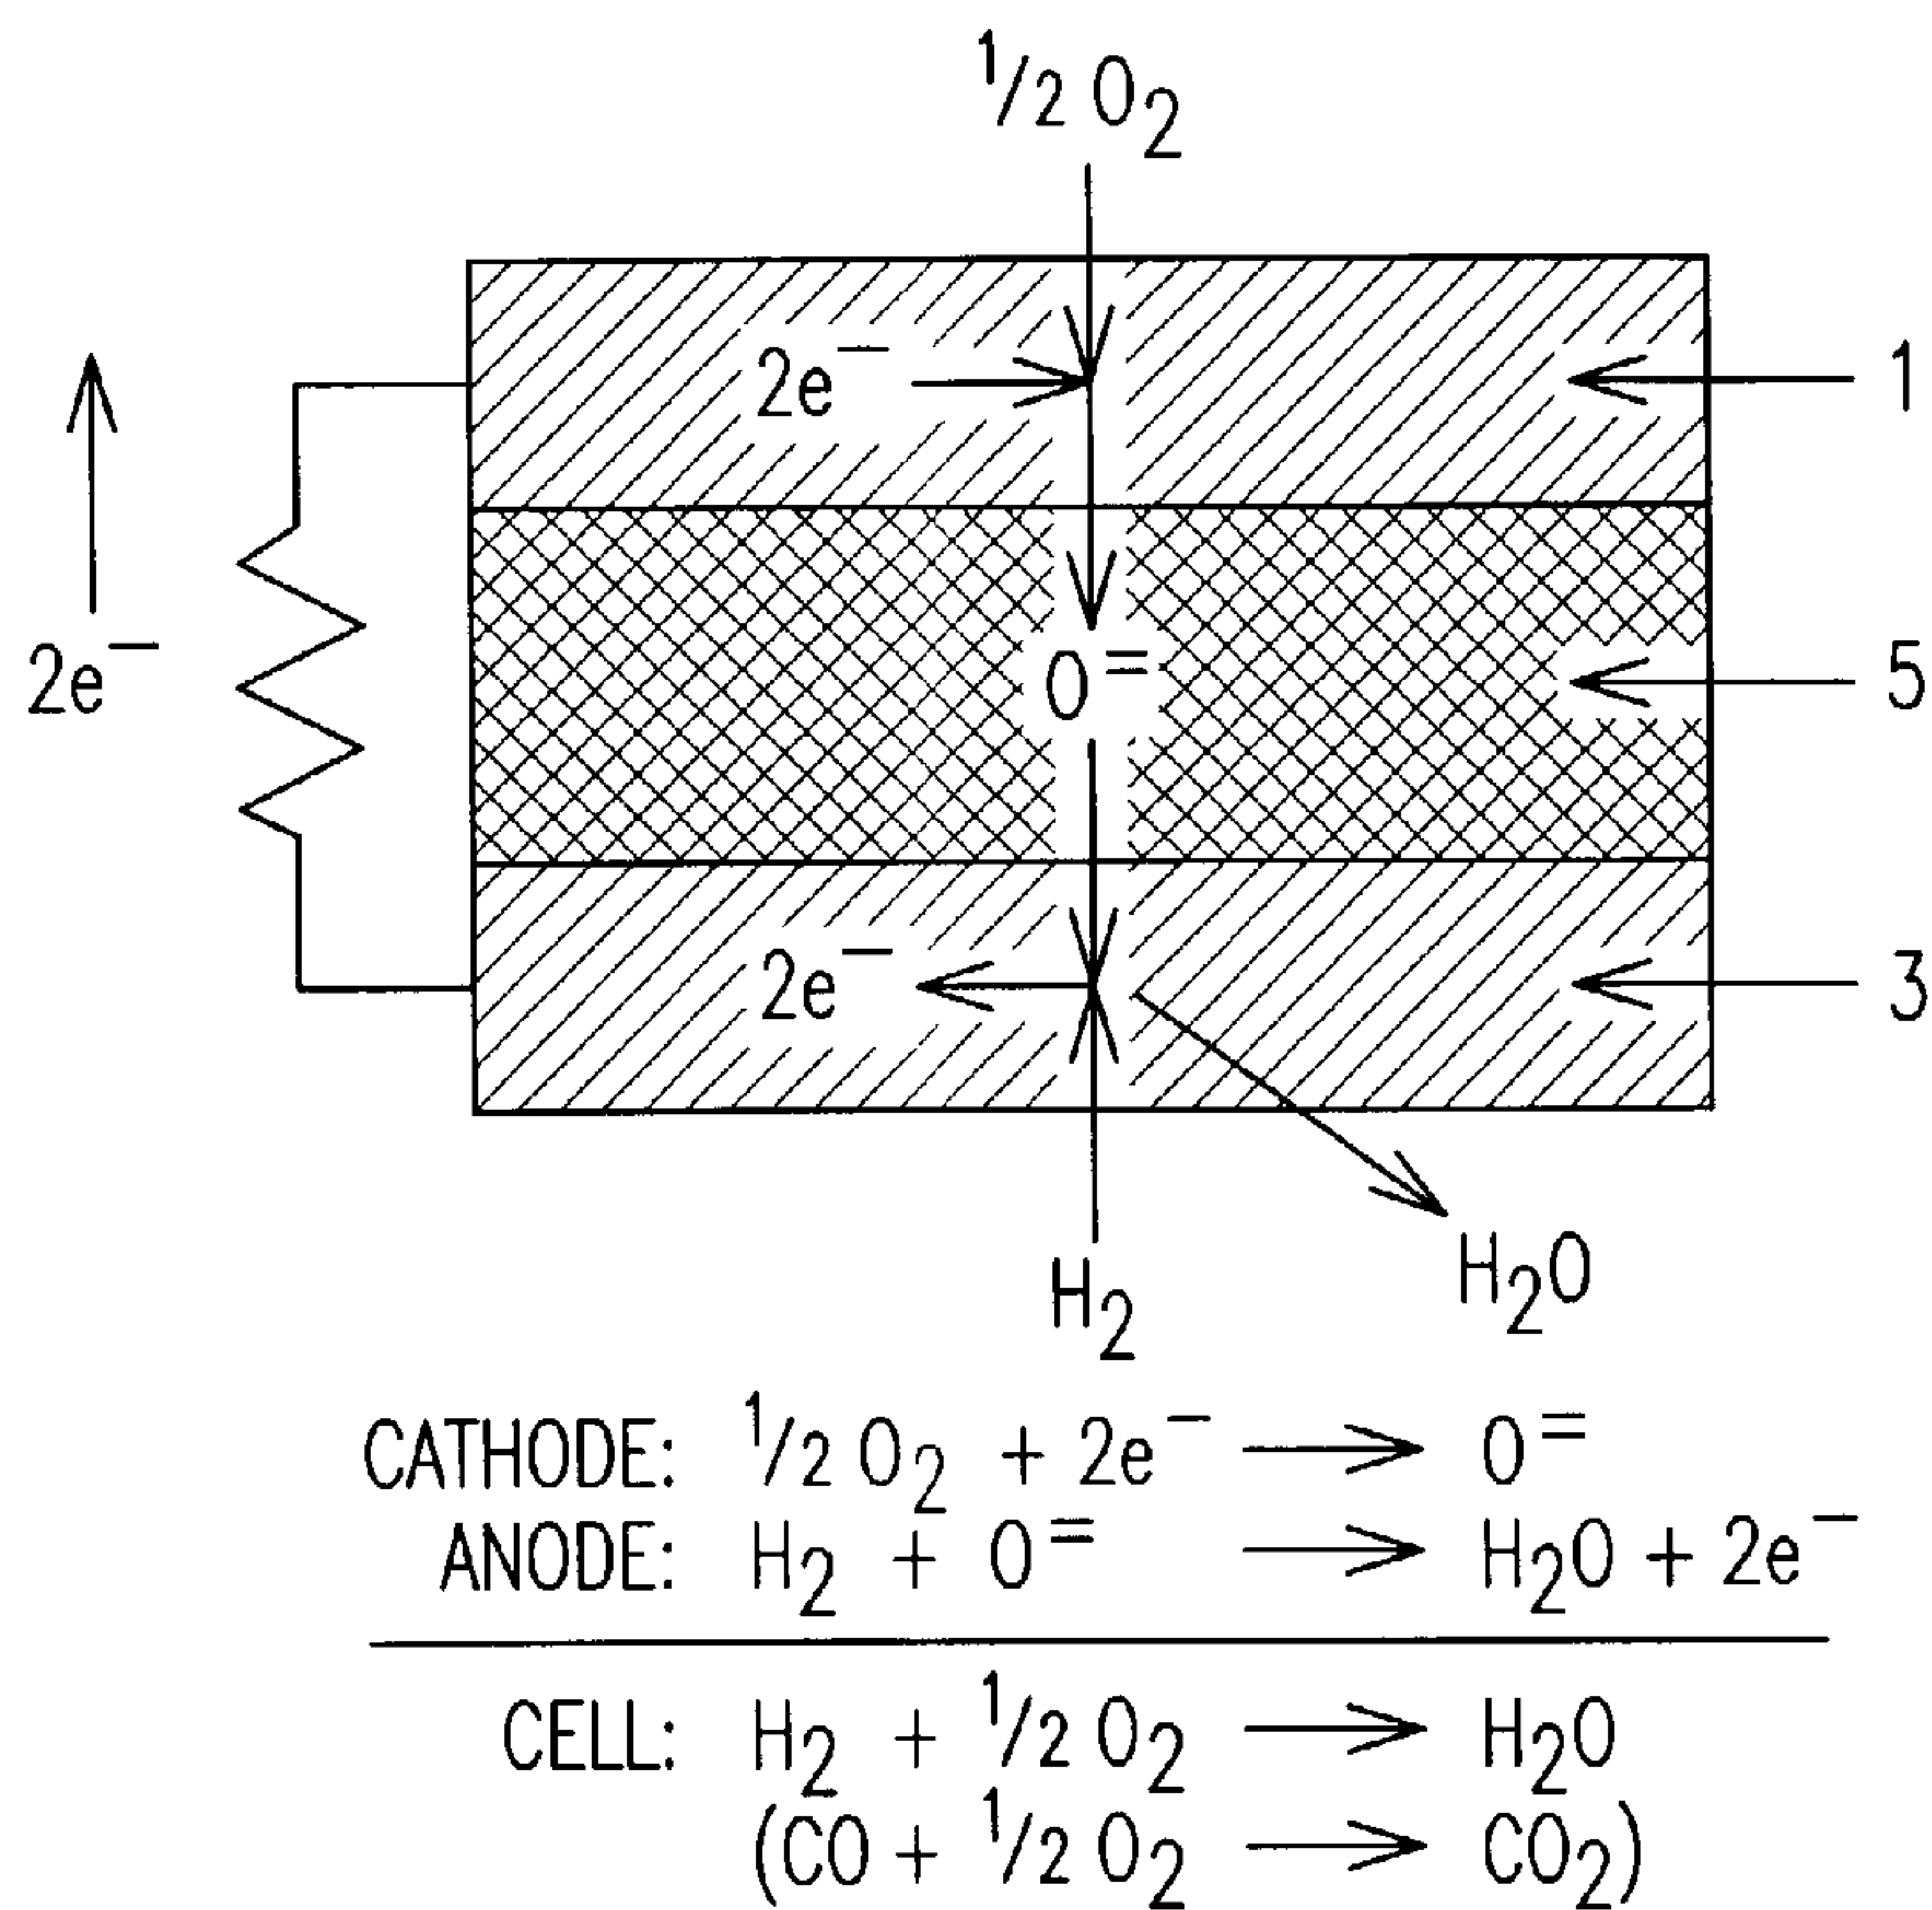 1/2 O2
2e−
1
2e−
O=
5
2e−
3
H2
H2O
CATHODE: 1/2 O2 + 2e− → O=
ANODE: H2 + O= → H2O + 2e−
CELL: H2 + 1/2 O2 → H2O
(CO + 1/2 O2 → CO2)